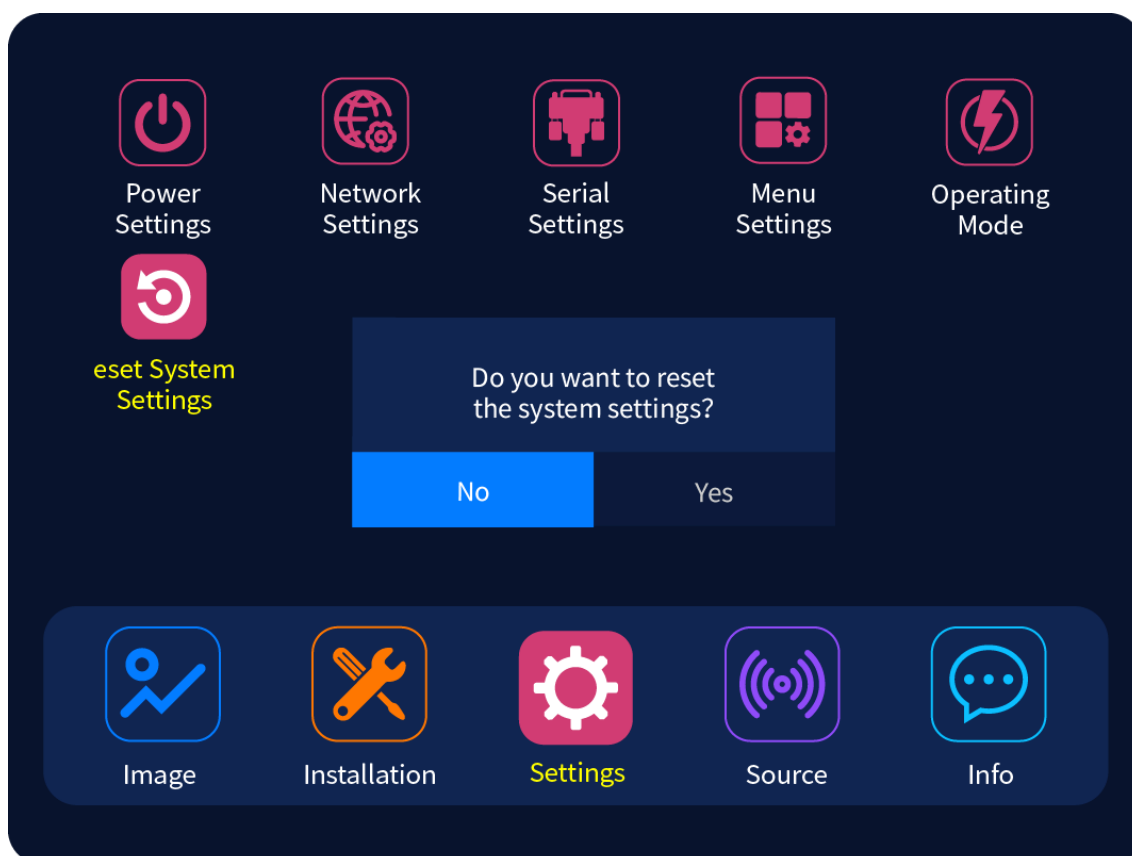 Power
Settings
Network
Settings
Serial
Settings
Menu
Settings
Operating
Mode
eset System
Settings
Do you want to reset
the system settings?
No
Yes
Image
Installation
Settings
Source
Info